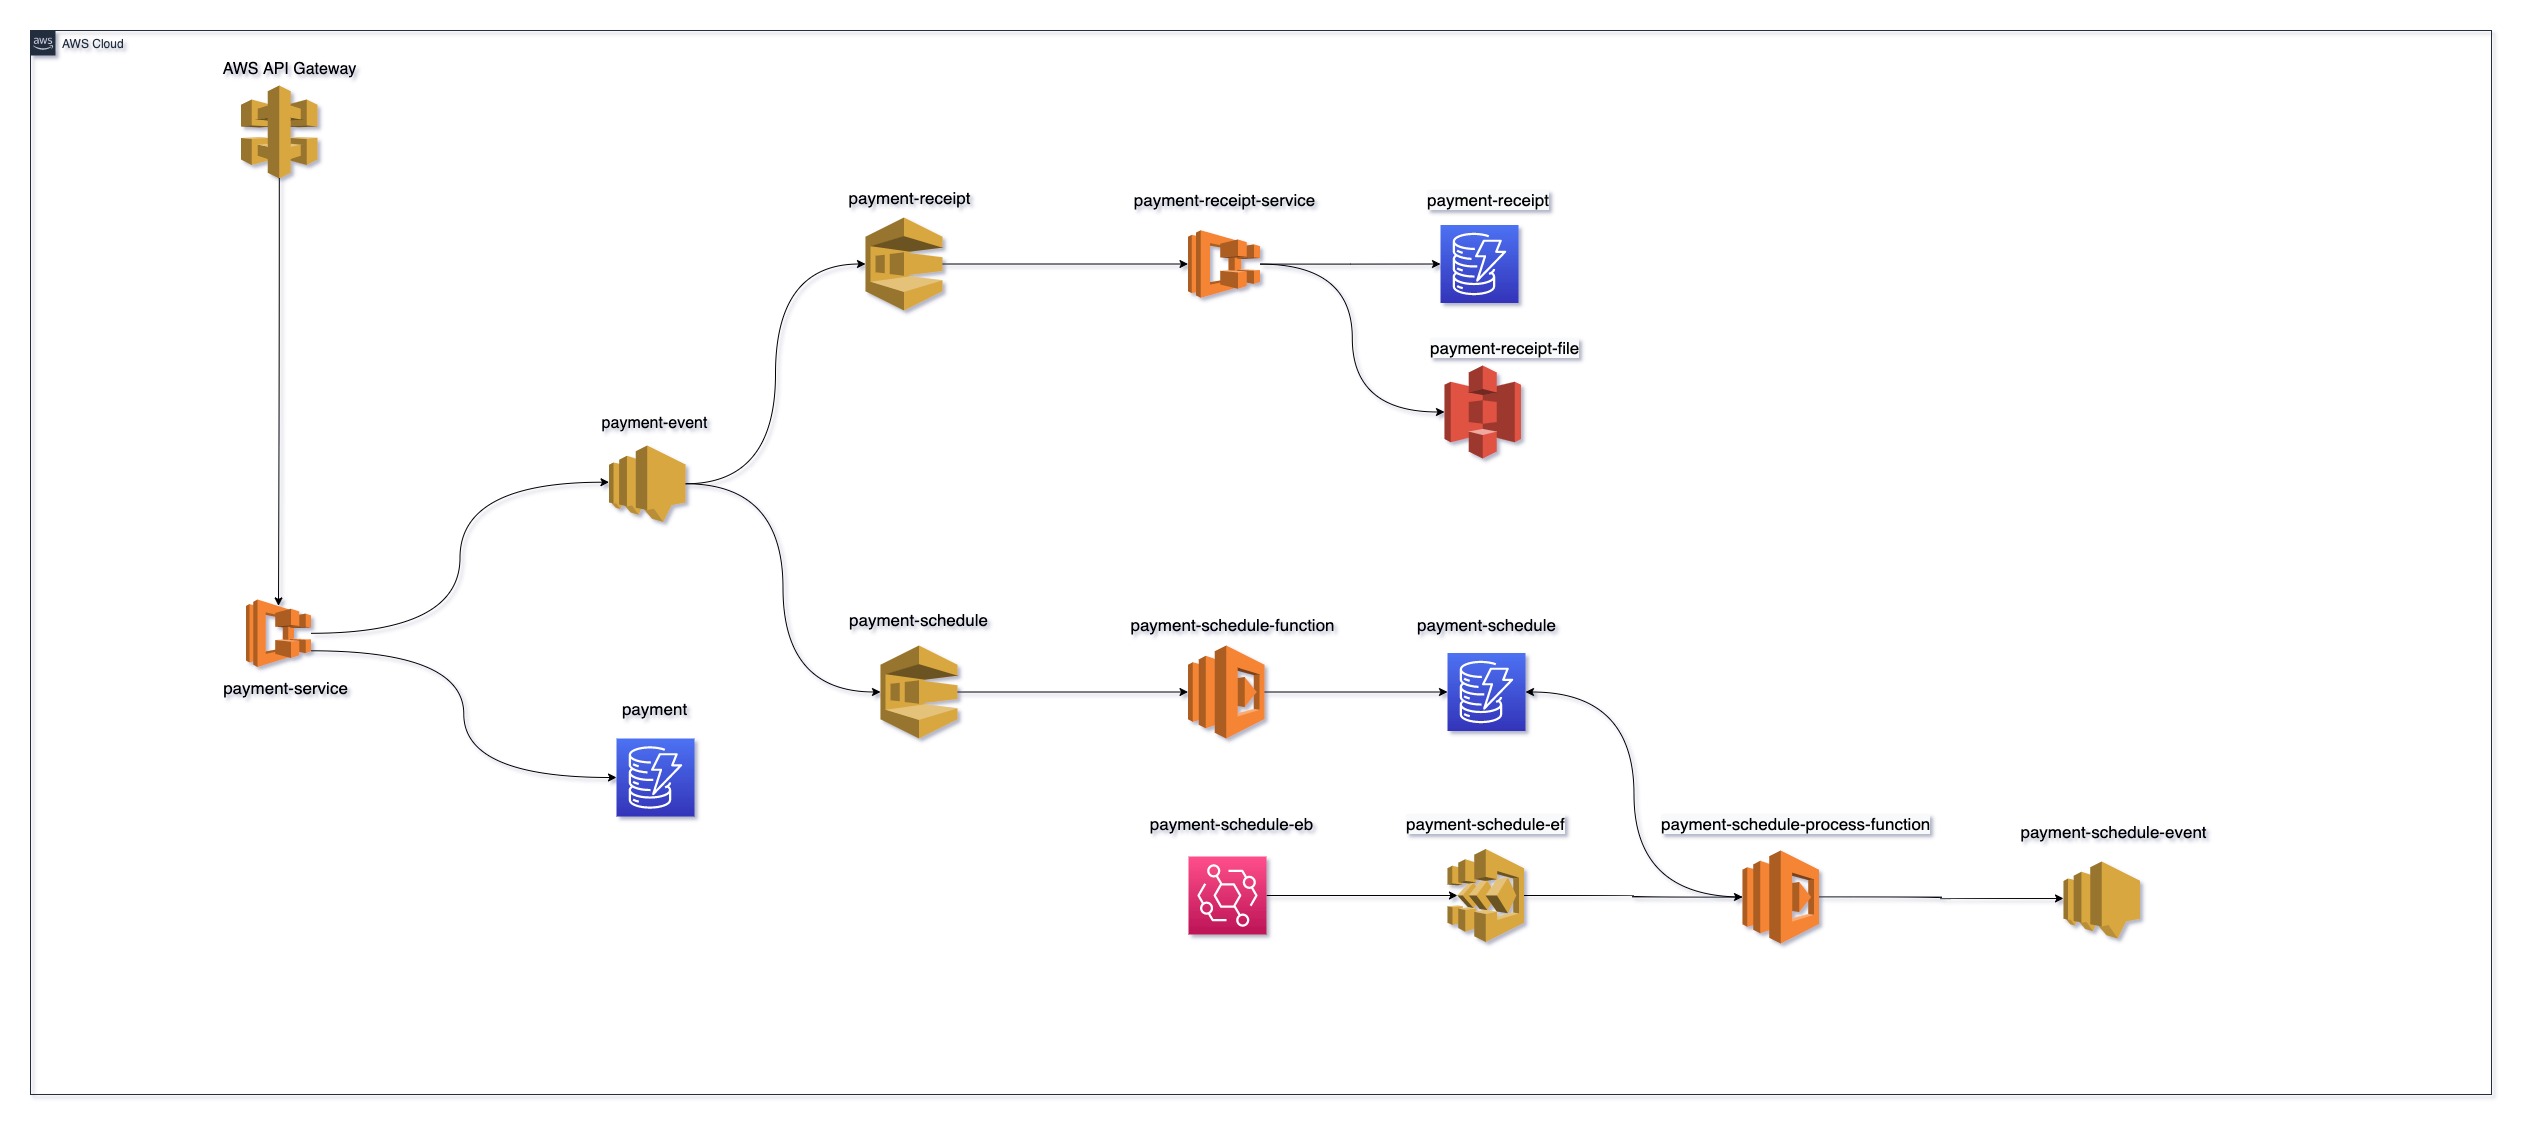 aws
AWS Cloud
AWS API Gateway
payment-receipt
payment-receipt-service
payment-receipt
payment-receipt-file
payment-event
payment-schedule
payment-schedule-function
payment-schedule
payment-service
payment
payment-schedule-eb
payment-schedule-ef
payment-schedule-process-function
payment-schedule-event